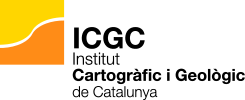 ICGC
Institut
Cartogràfic i Geològic
de Catalunya